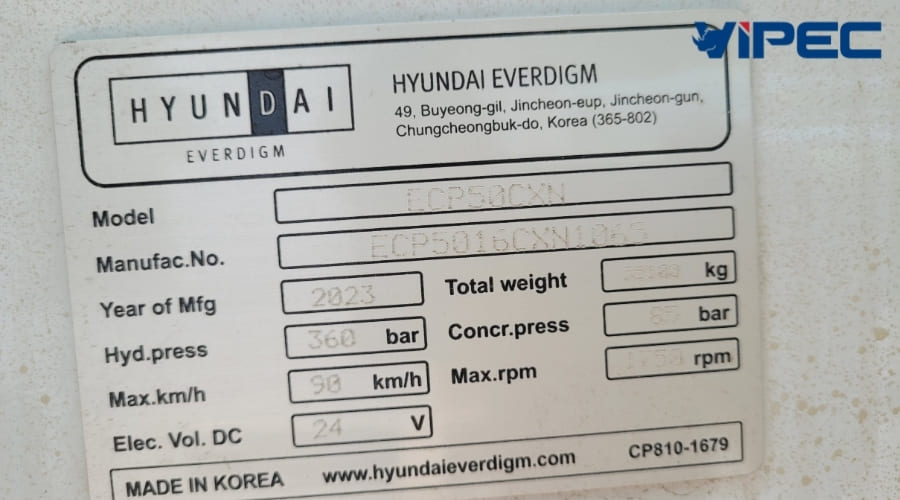 VIPEC
HYUNDAI
EVERDIGM
HYUNDAI EVERDIGM
49, Buyeong-gil, Jincheon-eup, Jincheon-gun,
Chungcheongbuk-do, Korea (365-802)
Model ECP50CXN
Manufac.No. ECP5016CXN1065
Year of Mfg 2023 Total weight kg
Hyd.press 360 bar Concr.press 85 bar
Max.km/h 90 km/h Max.rpm 1750 rpm
Elec. Vol. DC 24 V
MADE IN KOREA www.hyundaieverdigm.com CP810-1679